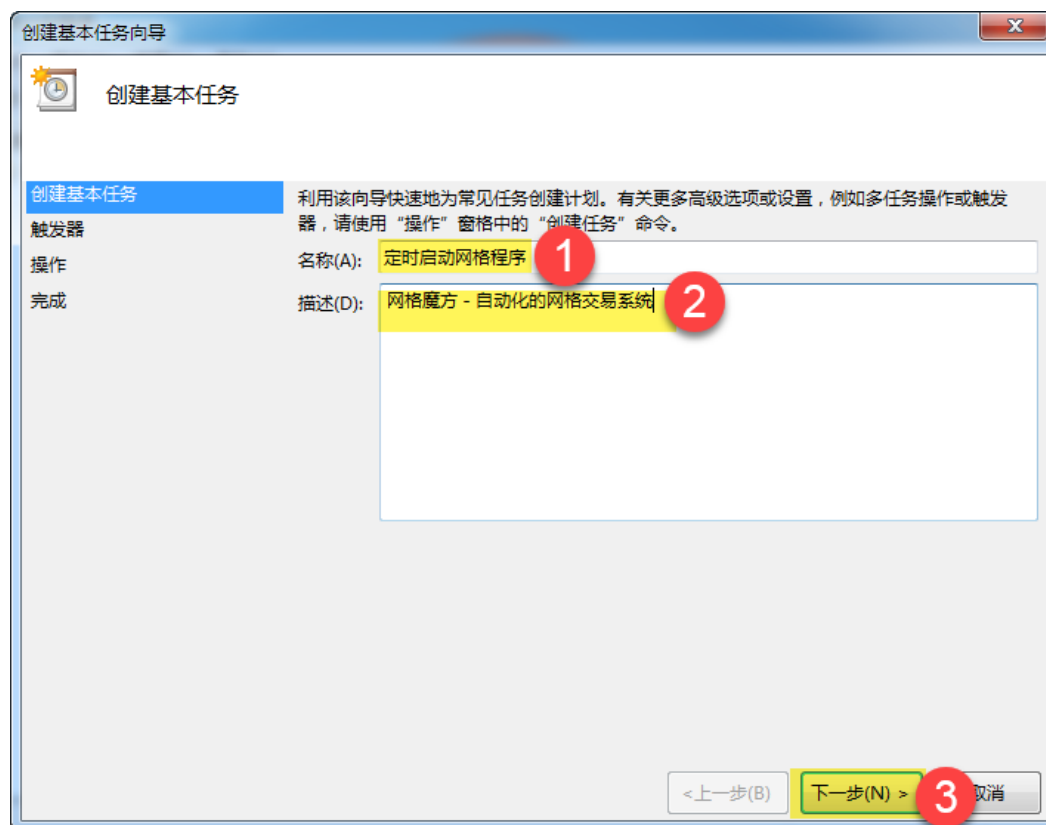 创建基本任务向导
创建基本任务
创建基本任务
触发器
操作
完成
利用该向导快速地为常见任务创建计划。有关更多高级选项或设置，例如多任务操作或触发
器，请使用“操作”窗格中的“创建任务”命令。
名称(A): 定时启动网格程序 1
描述(D): 网格魔方 - 自动化的网格交易系统 2
<上一步(B) 下一步(N) > 3 取消